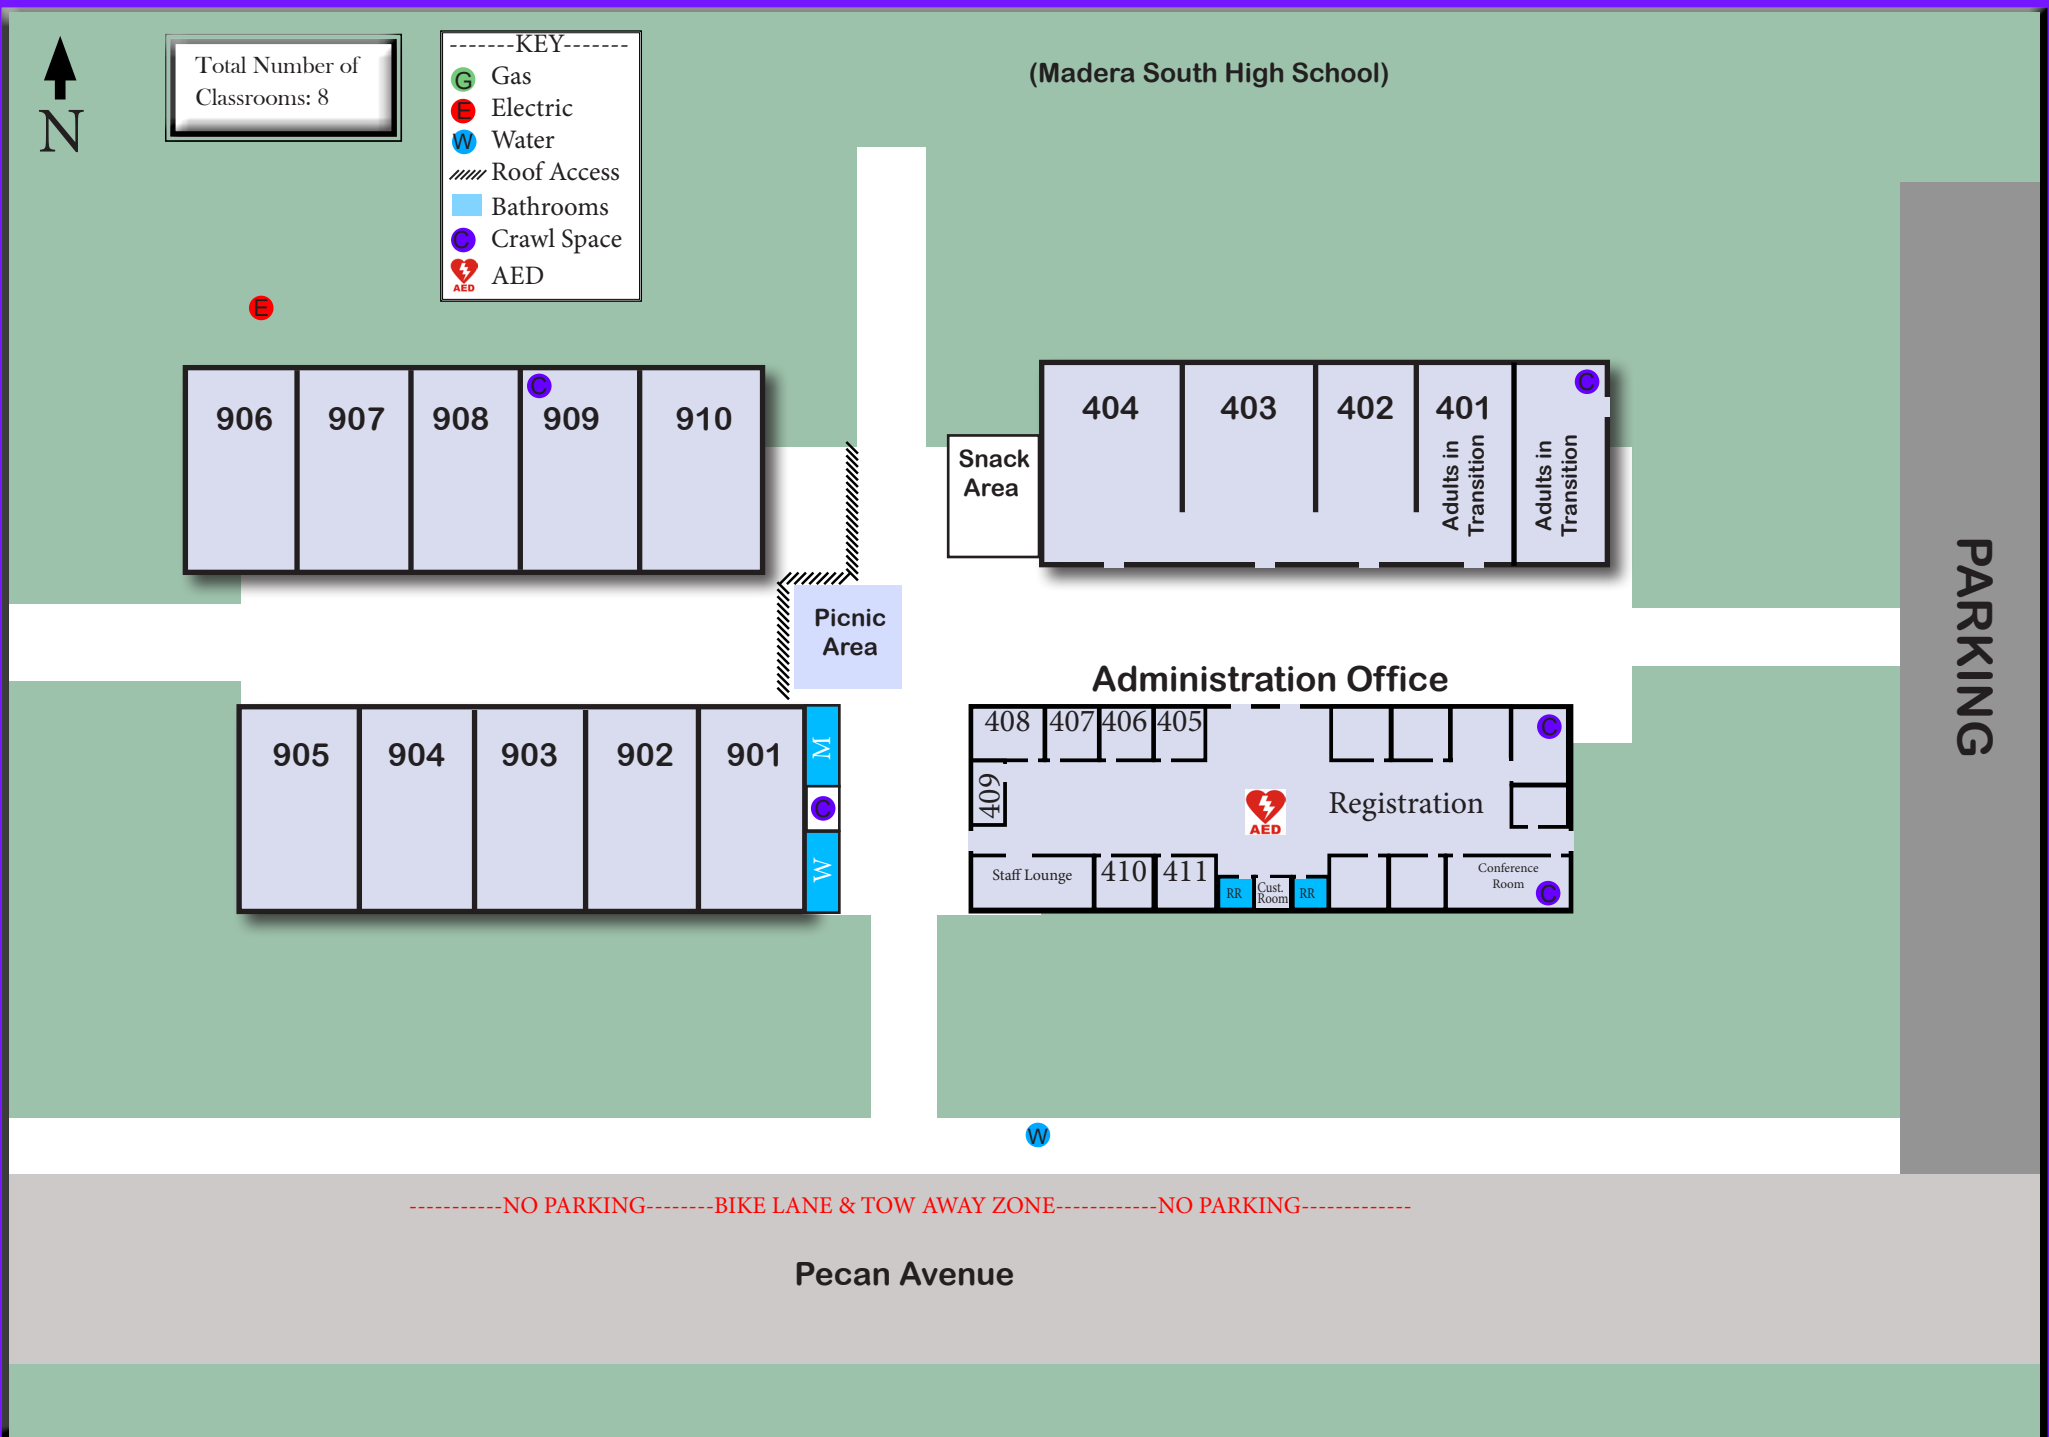 Total Number of
Classrooms: 8
-------KEY-------
G Gas
E Electric
W Water
Roof Access
Bathrooms
C Crawl Space
AED AED
(Madera South High School)
N
E
906 907 908 C 909 910
404 403 402 401 C
Adults in
Transition
Adults in
Transition
Snack
Area
Picnic
Area
PARKING
Administration Office
905 904 903 902 901
M
C
W
408 407 406 405 C
409
AED
Registration
Staff Lounge
410 411
RR
Cust.
Room
RR
Conference
Room
C
W
-----------NO PARKING--------BIKE LANE & TOW AWAY ZONE------------NO PARKING-------------
Pecan Avenue